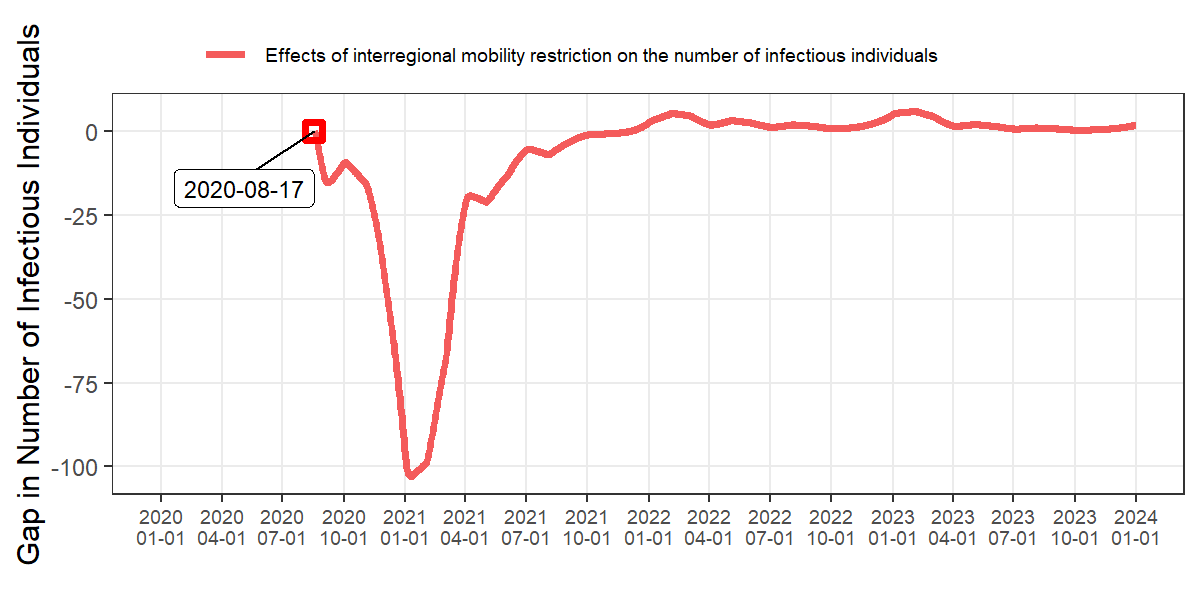 Effects of interregional mobility restriction on the number of infectious individuals
Gap in Number of Infectious Individuals
0
-25
-50
-75
-100
2020-08-17
2020 2020 2020 2020 2021 2021 2021 2021 2022 2022 2022 2022 2023 2023 2023 2023 2024
01-01 04-01 07-01 10-01 01-01 04-01 07-01 10-01 01-01 04-01 07-01 10-01 01-01 04-01 07-01 10-01 01-01